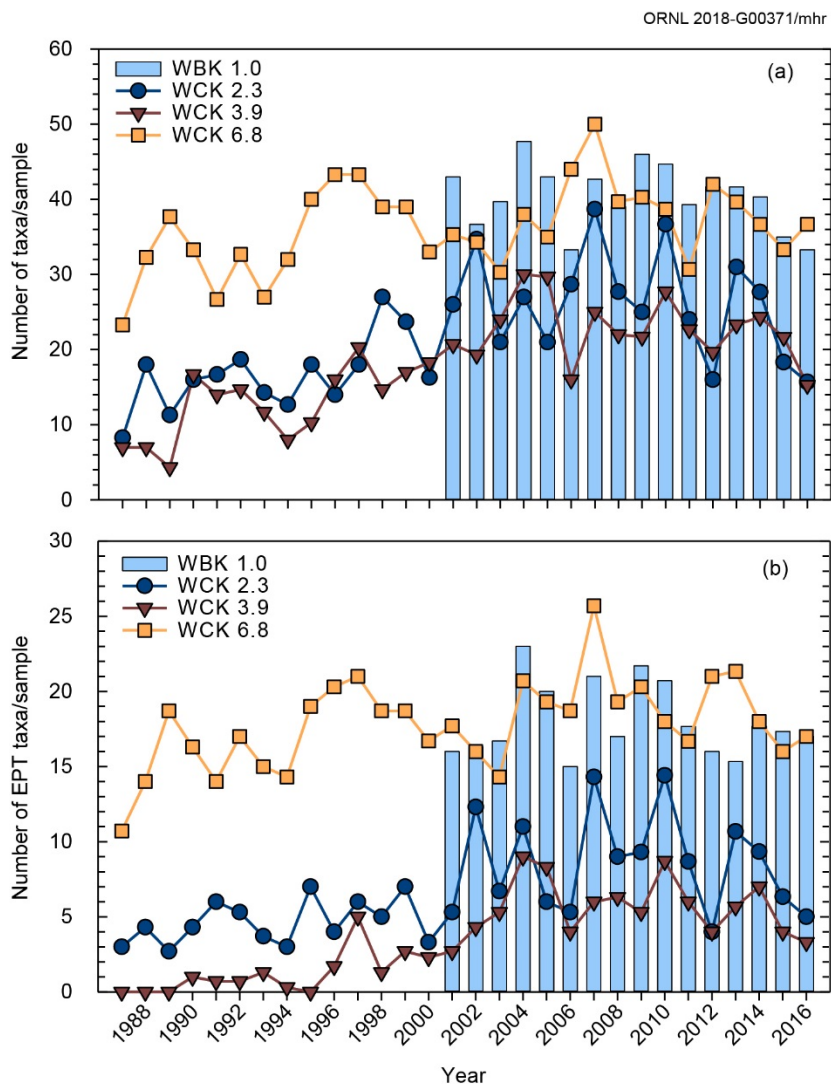 ORNL 2018-G00371/mhr
60
50
40
30
20
10
0
Number of taxa/sample
WBK 1.0
WCK 2.3
WCK 3.9
WCK 6.8
(a)
30
25
20
15
10
5
0
Number of EPT taxa/sample
WBK 1.0
WCK 2.3
WCK 3.9
WCK 6.8
(b)
1988
1990
1992
1994
1996
1998
2000
2002
2004
2006
2008
2010
2012
2014
2016
Year